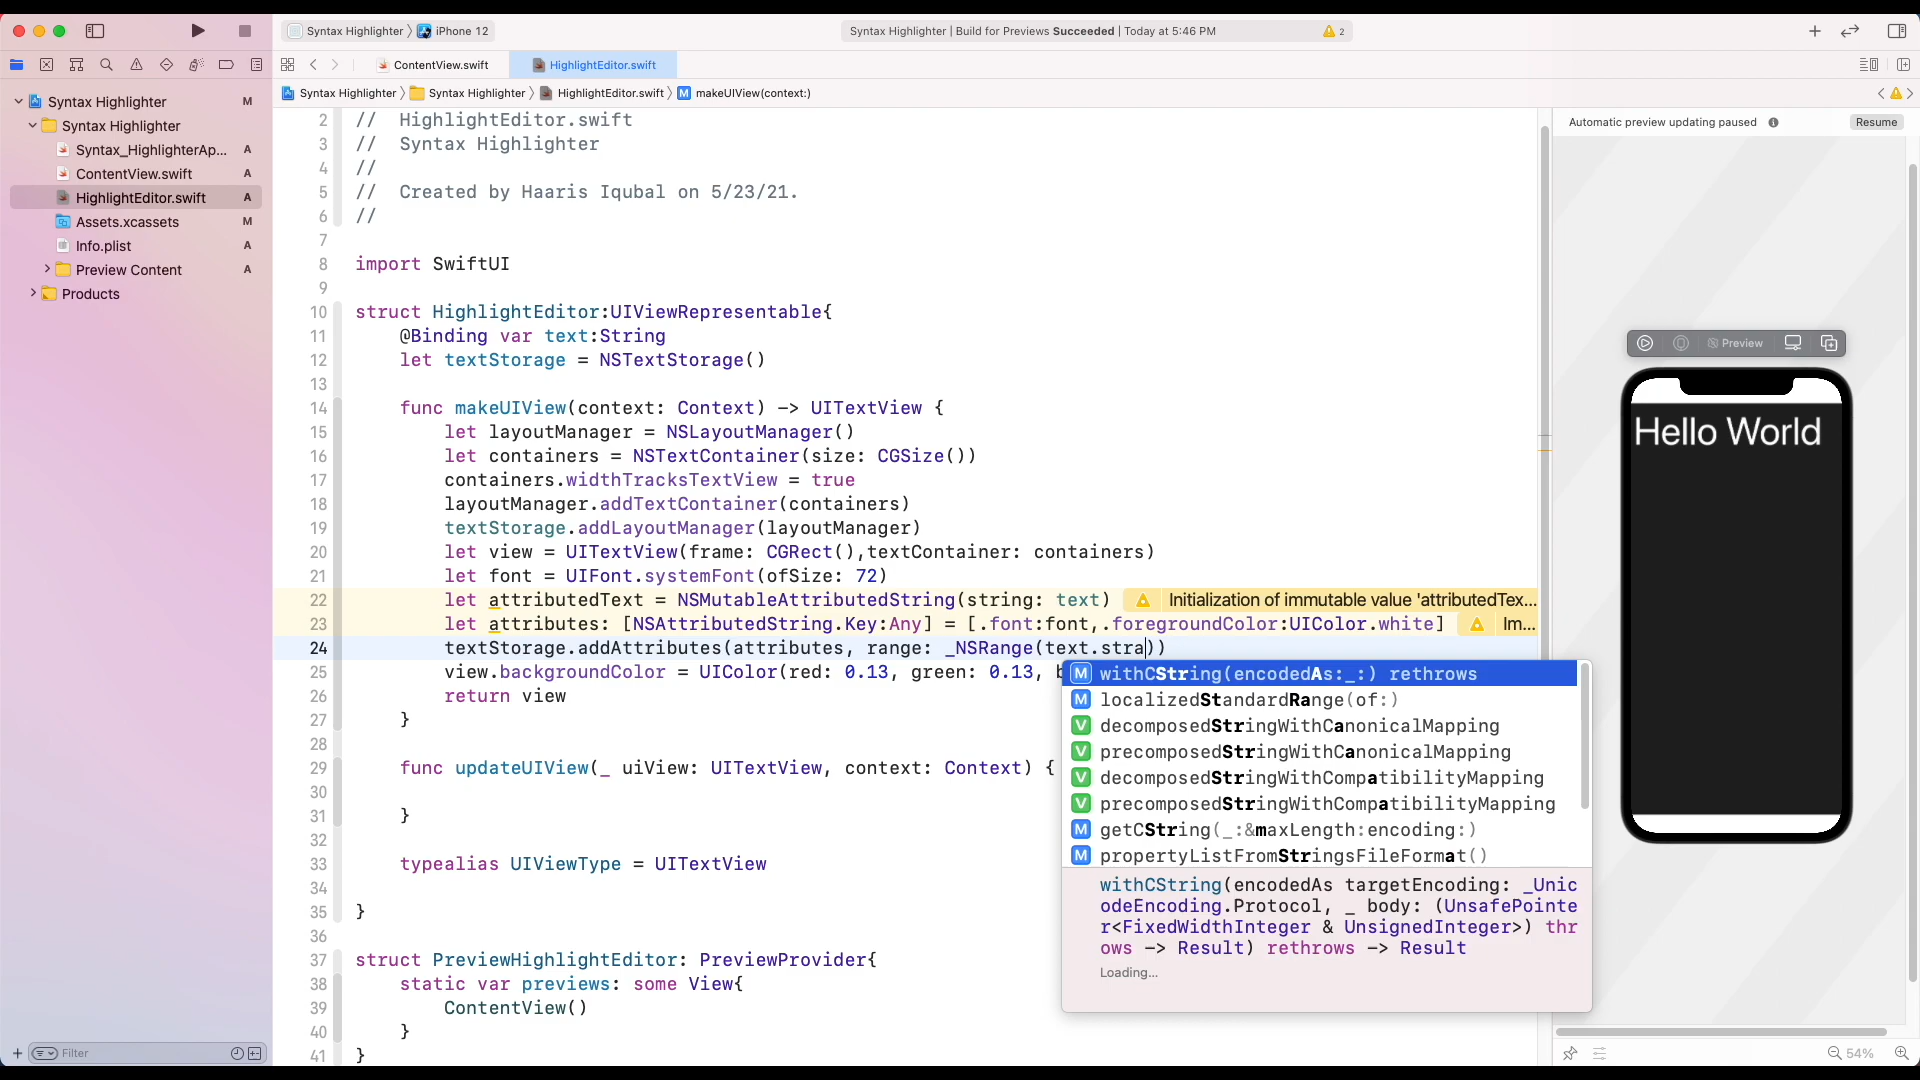 Syntax Highlighter 〉 iPhone 12
Syntax Highlighter | Build for Previews Succeeded | Today at 5:46 PM
2
ContentView.swift
HighlightEditor.swift
Syntax Highlighter 〉 Syntax Highlighter 〉 HighlightEditor.swift 〉 M makeUIView(context:)
Syntax Highlighter M
Syntax Highlighter
Syntax_HighlighterAp... A
ContentView.swift A
HighlightEditor.swift A
Assets.xcassets M
Info.plist A
Preview Content A
Products
Filter
2 // HighlightEditor.swift
3 // Syntax Highlighter
4 //
5 // Created by Haaris Iqubal on 5/23/21.
6 //
7
8 import SwiftUI
9
10 struct HighlightEditor:UIViewRepresentable{
11 @Binding var text:String
12 let textStorage = NSTextStorage()
13
14 func makeUIView(context: Context) -> UITextView {
15 let layoutManager = NSLayoutManager()
16 let containers = NSTextContainer(size: CGSize())
17 containers.widthTracksTextView = true
18 layoutManager.addTextContainer(containers)
19 textStorage.addLayoutManager(layoutManager)
20 let view = UITextView(frame: CGRect(),textContainer: containers)
21 let font = UIFont.systemFont(ofSize: 72)
22 let attributedText = NSMutableAttributedString(string: text) Initialization of immutable value 'attributedTex...
23 let attributes: [NSAttributedString.Key:Any] = [.font:font,.foregroundColor:UIColor.white] Im...
24 textStorage.addAttributes(attributes, range: _NSRange(text.stra))
25 view.backgroundColor = UIColor(red: 0.13, green: 0.13, b
26 return view
27 }
28
29 func updateUIView(_ uiView: UITextView, context: Context) {
30
31 }
32
33 typealias UIViewType = UITextView
34
35 }
36
37 struct PreviewHighlightEditor: PreviewProvider{
38 static var previews: some View{
39 ContentView()
40 }
41 }
M withCString(encodedAs:_:) rethrows
M localizedStandardRange(of:)
V decomposedStringWithCanonicalMapping
V precomposedStringWithCanonicalMapping
V decomposedStringWithCompatibilityMapping
V precomposedStringWithCompatibilityMapping
M getCString(_:&maxLength:encoding:)
M propertyListFromStringsFileFormat()
withCString(encodedAs targetEncoding: _Unic
odeEncoding.Protocol, _ body: (UnsafePointe
r<FixedWidthInteger & UnsignedInteger>) thr
ows -> Result) rethrows -> Result
Loading...
Automatic preview updating paused
Resume
Preview
Hello World
54%